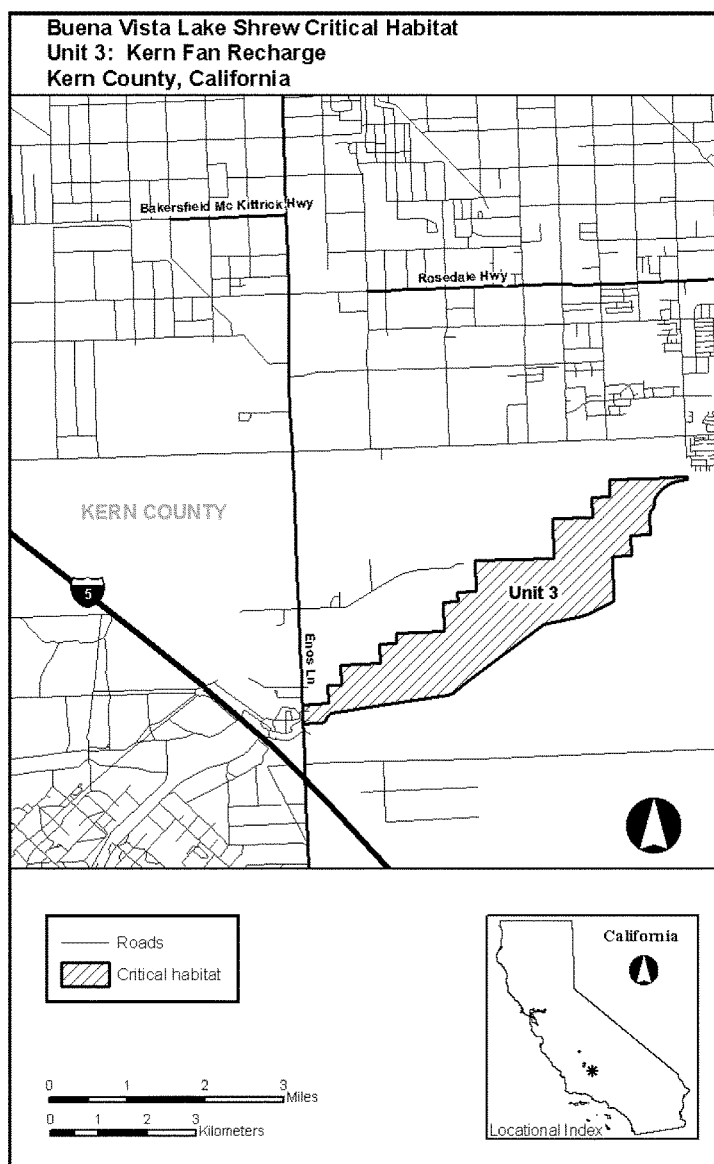 Buena Vista Lake Shrew Critical Habitat
Unit 3: Kern Fan Recharge
Kern County, California
Bakersfield Mc Kittrick Hwy
Rosedale Hwy
KERN COUNTY
5
Unit 3
Enos Ln
Roads
Critical habitat
California
0 1 2 3
Miles
0 1 2 3
Kilometers
Locational Index